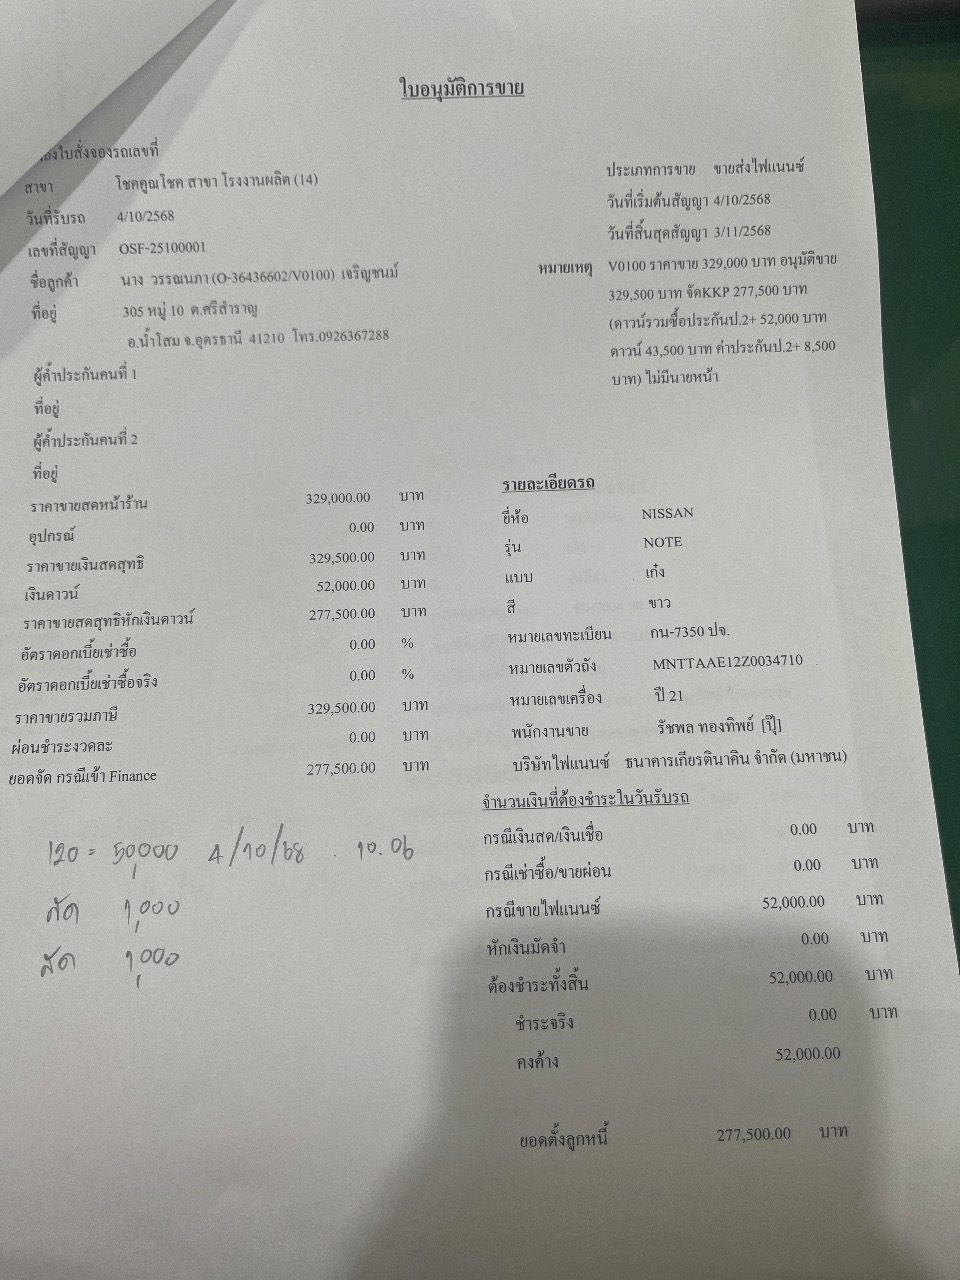 ใบอนุมัติการขาย
ใบสั่งจองรถเลขที่
สาขา โชคคูณโชค สาขา โรงงานผลิต (14)
วันที่รับรถ 4/10/2568
เลขที่สัญญา OSF-25100001
ชื่อลูกค้า นาง วรรณนภา (O-36436602/V0100) เจริญชนม์
ที่อยู่ 305 หมู่ 10 ต.ศรีสำราญ
อ.น้ำโสม จ.อุดรธานี 41210 โทร.0926367288
ผู้ค้ำประกันคนที่ 1
ที่อยู่
ผู้ค้ำประกันคนที่ 2
ที่อยู่
ประเภทการขาย ขายส่งไฟแนนซ์
วันที่เริ่มต้นสัญญา 4/10/2568
วันที่สิ้นสุดสัญญา 3/11/2568
หมายเหตุ V0100 ราคาขาย 329,000 บาท อนุมัติขาย
329,500 บาท จัดKKP 277,500 บาท
(ดาวน์รวมซื้อประกันป.2+ 52,000 บาท
ดาวน์ 43,500 บาท ค่าประกันป.2+ 8,500
บาท) ไม่มีนายหน้า
ราคาขายสดหน้าร้าน 329,000.00 บาท
อุปกรณ์ 0.00 บาท
ราคาขายเงินสดสุทธิ 329,500.00 บาท
เงินดาวน์ 52,000.00 บาท
ราคาขายสดสุทธิหักเงินดาวน์ 277,500.00 บาท
อัตราดอกเบี้ยเช่าซื้อ 0.00 %
อัตราดอกเบี้ยเช่าซื้อจริง 0.00 %
ราคาขายรวมภาษี 329,500.00 บาท
ผ่อนชำระงวดละ 0.00 บาท
ยอดจัด กรณีเข้า Finance 277,500.00 บาท
รายละเอียดรถ
ยี่ห้อ NISSAN
รุ่น NOTE
แบบ เก๋ง
สี ขาว
หมายเลขทะเบียน กน-7350 ปจ.
หมายเลขตัวถัง MNTTAAE12Z0034710
หมายเลขเครื่อง ปี 21
พนักงานขาย รัชพล ทองทิพย์ [ปุ๊]
บริษัทไฟแนนซ์ ธนาคารเกียรตินาคิน จำกัด (มหาชน)
จำนวนเงินที่ต้องชำระในวันรับรถ
กรณีเงินสด/เงินเชื่อ 0.00 บาท
กรณีเช่าซื้อ/ขายผ่อน 0.00 บาท
กรณีขายไฟแนนซ์ 52,000.00 บาท
หักเงินมัดจำ 0.00 บาท
ต้องชำระทั้งสิ้น 52,000.00 บาท
ชำระจริง 0.00 บาท
คงค้าง 52,000.00
ยอดตั้งลูกหนี้ 277,500.00 บาท
120 = 50,000 4/10/68 . 10.06
สด 1,000
สด 1,000